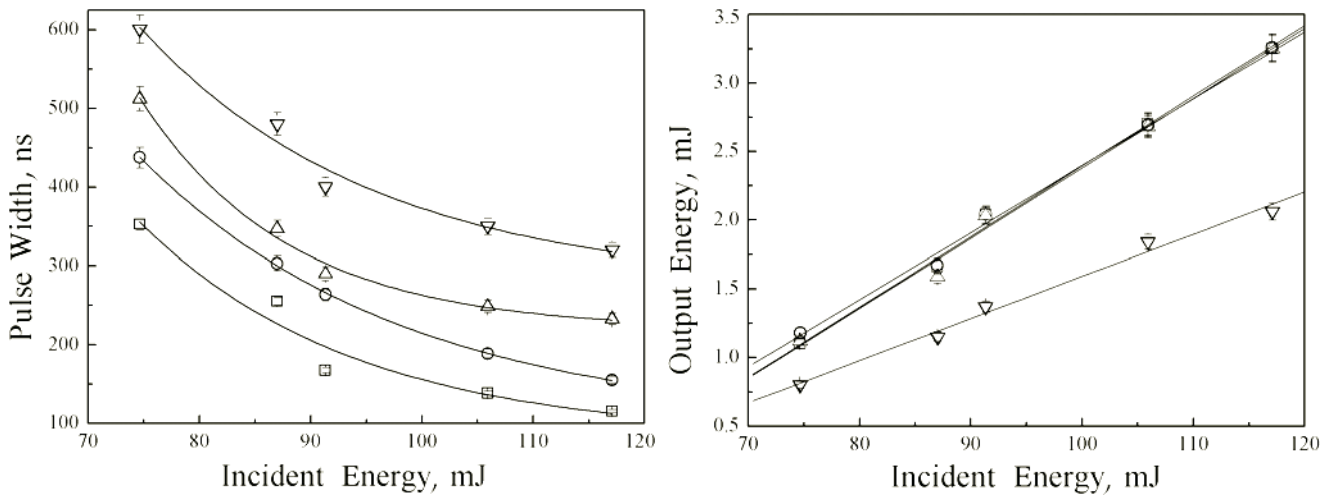 600
500
400
300
200
100
70 80 90 100 110 120
Pulse Width, ns
Incident Energy, mJ
3.5
3.0
2.5
2.0
1.5
1.0
0.5
70 80 90 100 110 120
Output Energy, mJ
Incident Energy, mJ